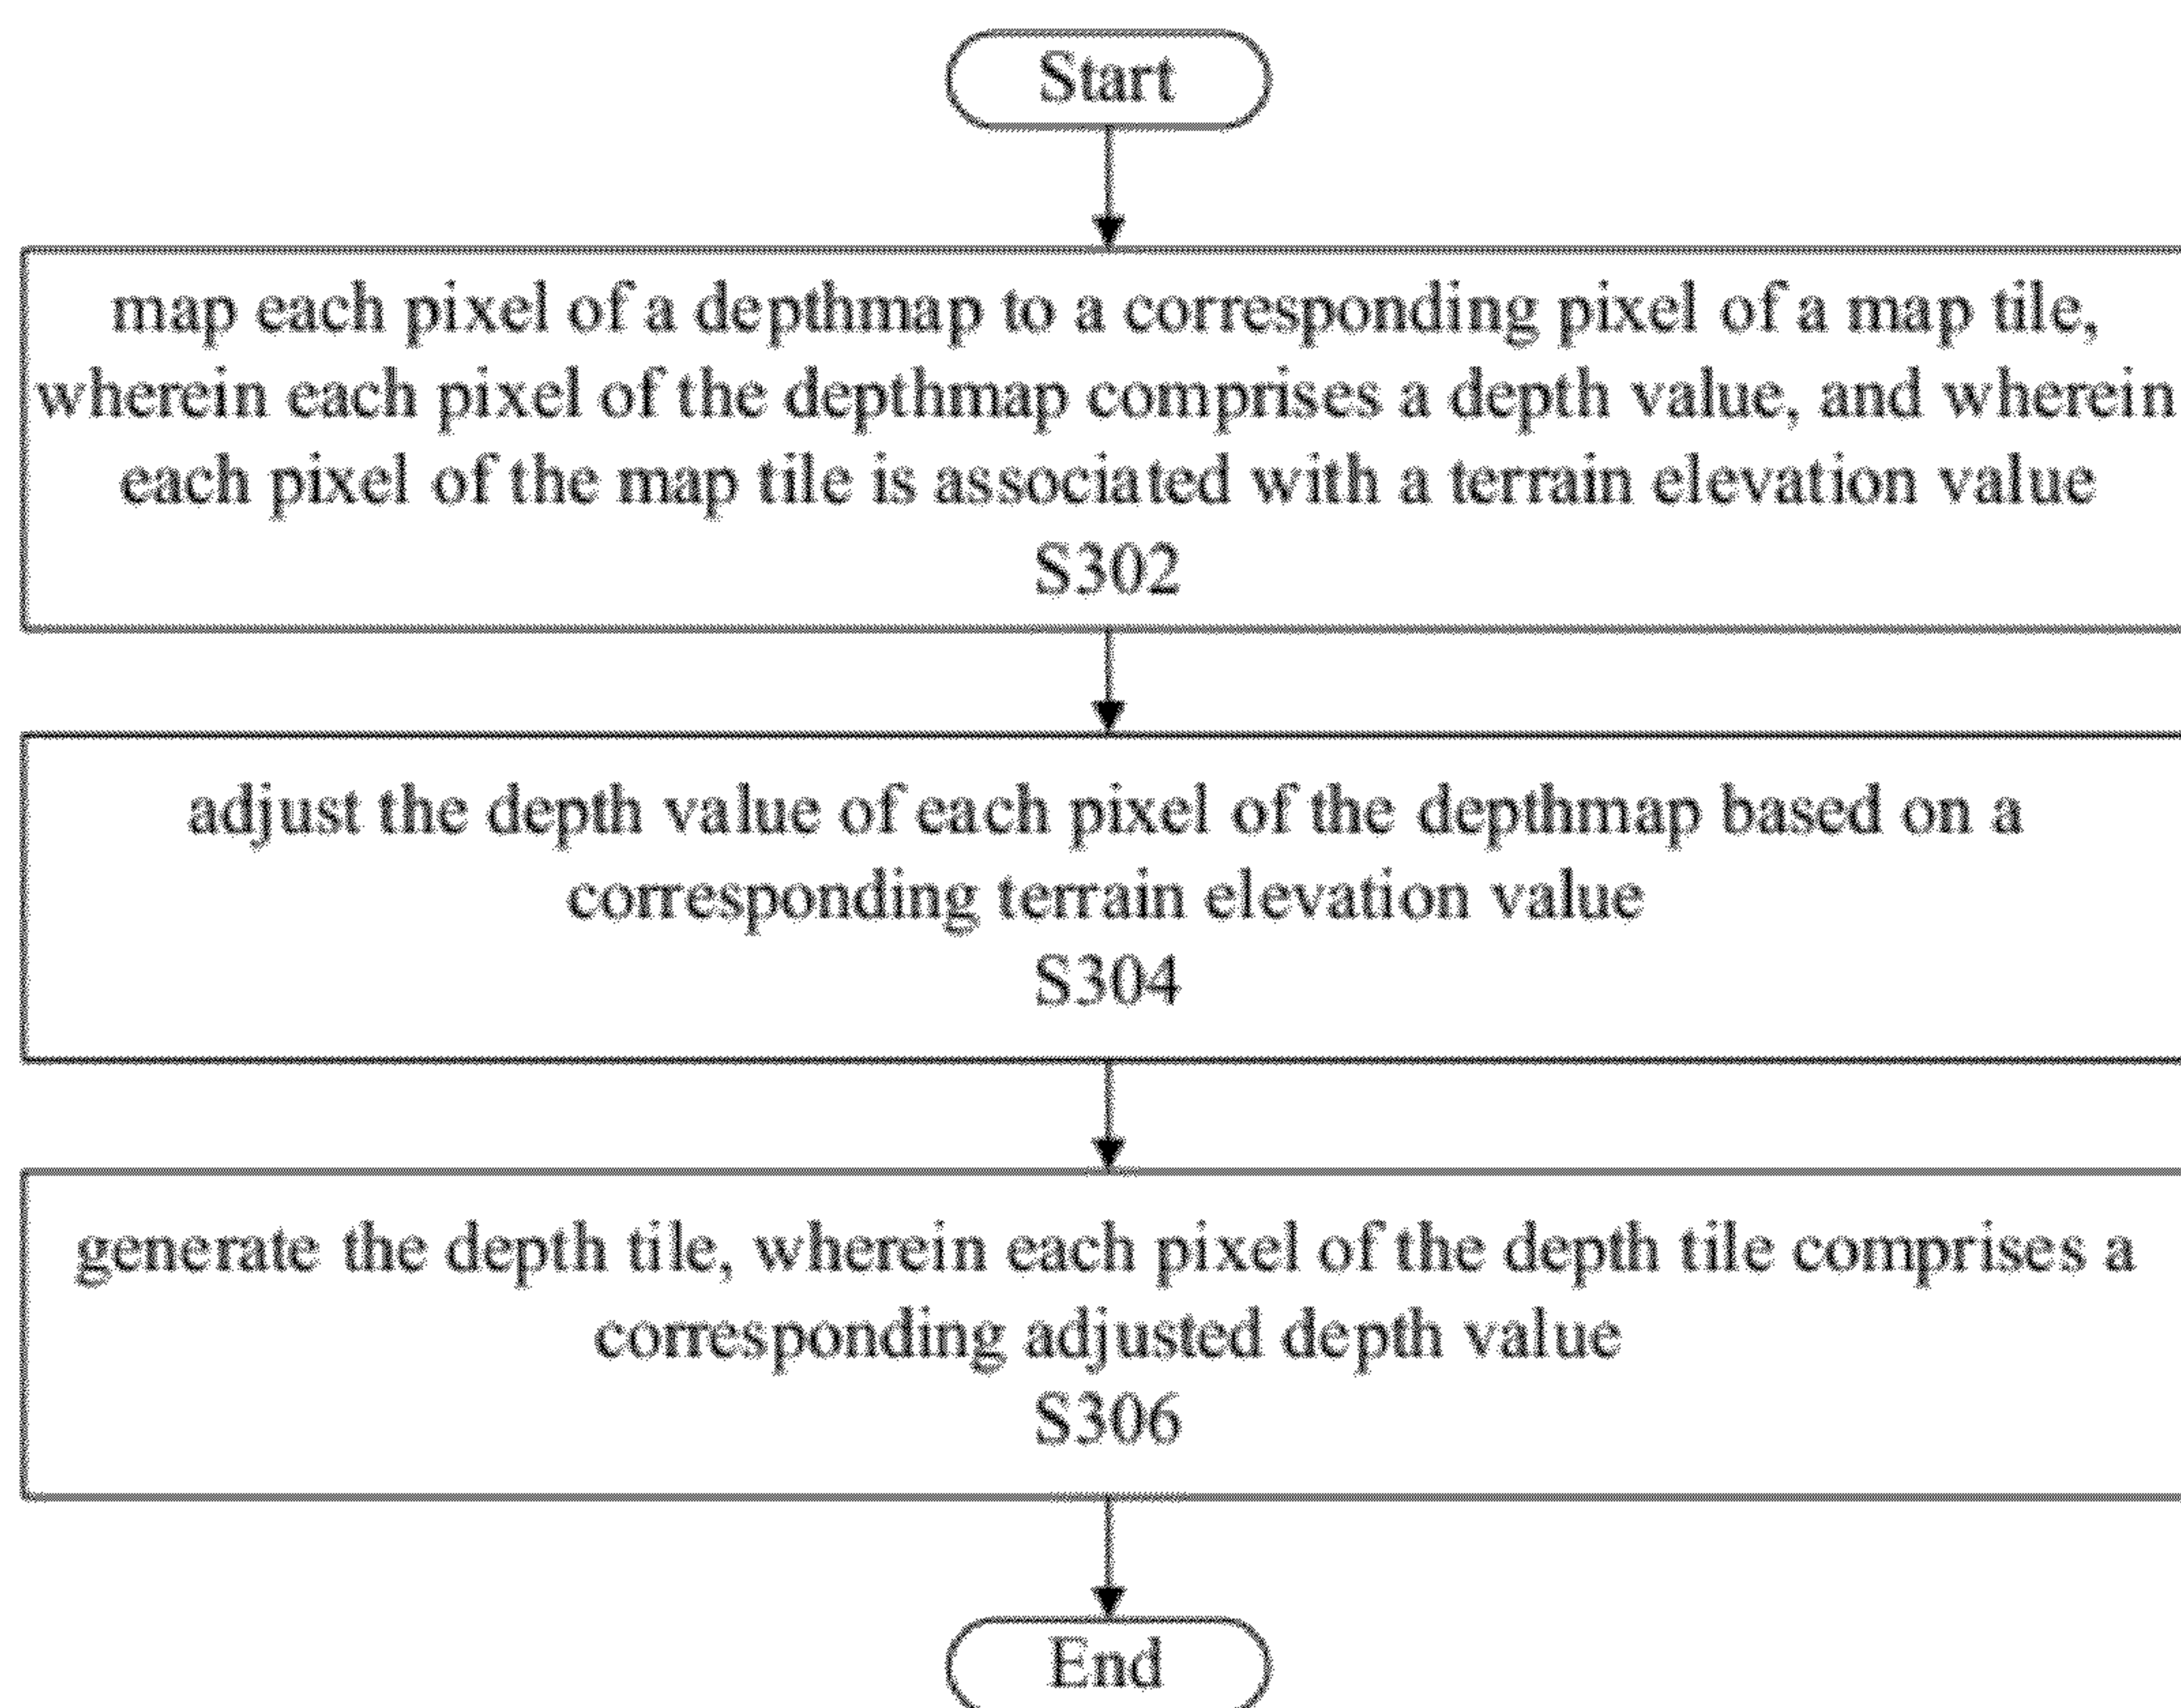 Start
map each pixel of a depthmap to a corresponding pixel of a map tile,
wherein each pixel of the depthmap comprises a depth value, and wherein
each pixel of the map tile is associated with a terrain elevation value
S302
adjust the depth value of each pixel of the depthmap based on a
corresponding terrain elevation value
S304
generate the depth tile, wherein each pixel of the depth tile comprises a
corresponding adjusted depth value
S306
End